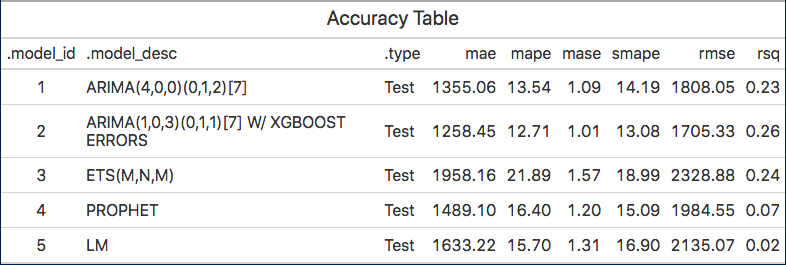 Accuracy Table
.model_id .model_desc .type mae mape mase smape rmse rsq
1 ARIMA(4,0,0)(0,1,2)[7] Test 1355.06 13.54 1.09 14.19 1808.05 0.23
2 ARIMA(1,0,3)(0,1,1)[7] W/ XGBOOST ERRORS Test 1258.45 12.71 1.01 13.08 1705.33 0.26
3 ETS(M,N,M) Test 1958.16 21.89 1.57 18.99 2328.88 0.24
4 PROPHET Test 1489.10 16.40 1.20 15.09 1984.55 0.07
5 LM Test 1633.22 15.70 1.31 16.90 2135.07 0.02